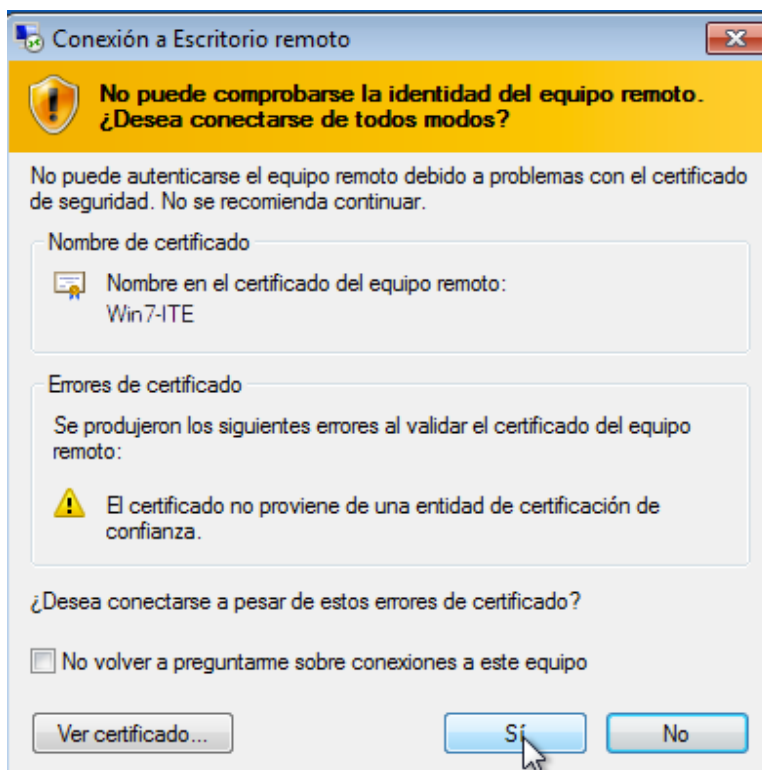 Conexión a Escritorio remoto
No puede comprobarse la identidad del equipo remoto.
¿Desea conectarse de todos modos?
No puede autenticarse el equipo remoto debido a problemas con el certificado
de seguridad. No se recomienda continuar.
Nombre de certificado
Nombre en el certificado del equipo remoto:
Win7-ITE
Errores de certificado
Se produjeron los siguientes errores al validar el certificado del equipo
remoto:
El certificado no proviene de una entidad de certificación de
confianza.
¿Desea conectarse a pesar de estos errores de certificado?
No volver a preguntarme sobre conexiones a este equipo
Ver certificado... Sí No